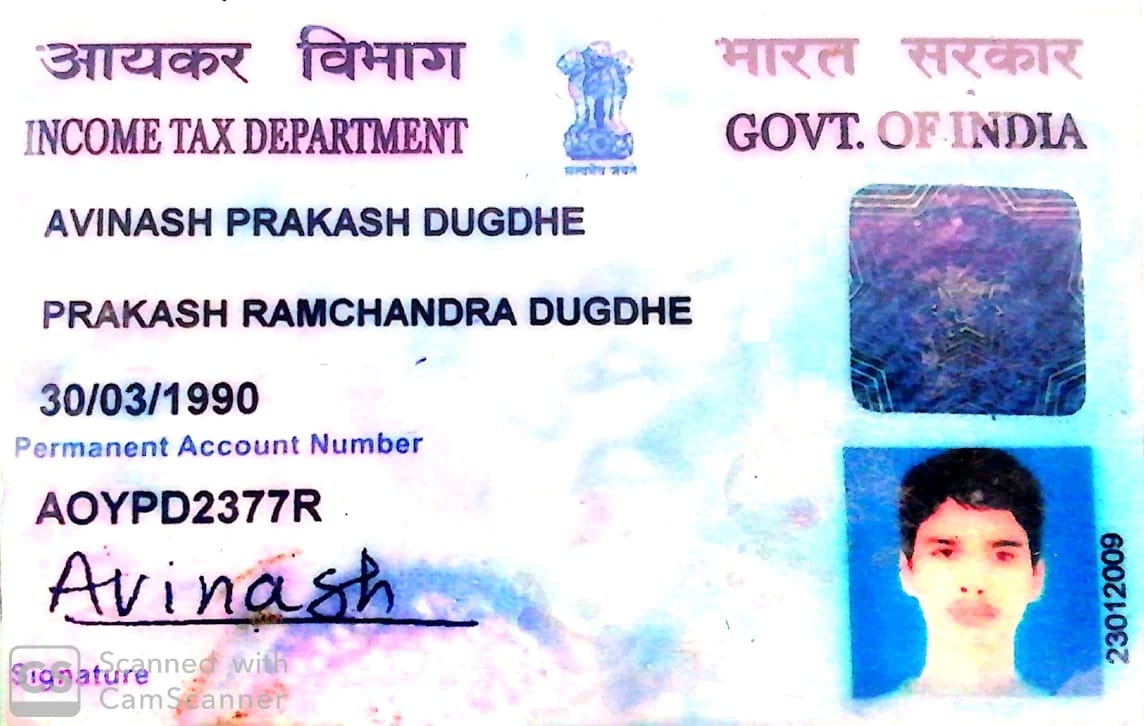 आयकर विभाग
भारत सरकार
INCOME TAX DEPARTMENT
GOVT. OF INDIA
सत्यमेव जयते
AVINASH PRAKASH DUGDHE
PRAKASH RAMCHANDRA DUGDHE
30/03/1990
Permanent Account Number
AOYPD2377R
Avinash
Signature
23012009
CS
Scanned with
CamScanner